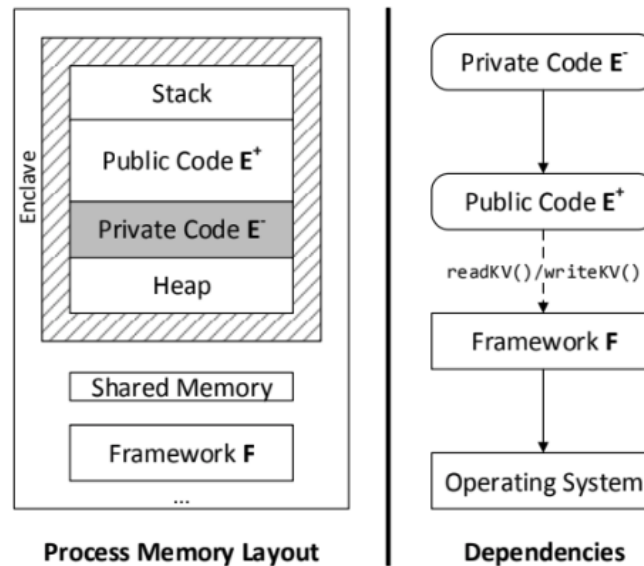 Enclave
Stack
Public Code E+
Private Code E-
Heap
Shared Memory
Framework F
...
Process Memory Layout
Private Code E-
Public Code E+
readKV()/writeKV()
Framework F
Operating System
Dependencies